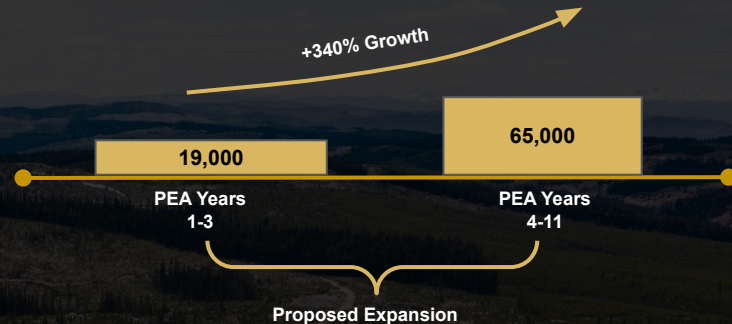 +340% Growth
19,000
65,000
PEA Years
1-3
PEA Years
4-11
Proposed Expansion